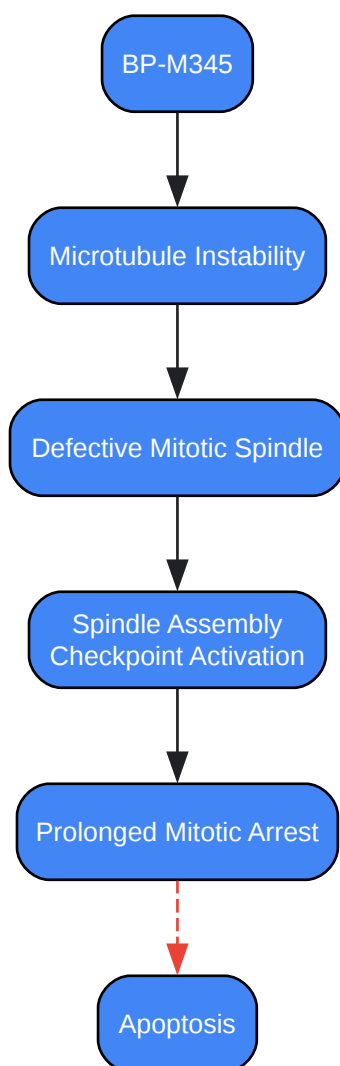 BP-M345
Microtubule Instability
Defective Mitotic Spindle
Spindle Assembly
Checkpoint Activation
Prolonged Mitotic Arrest
Apoptosis